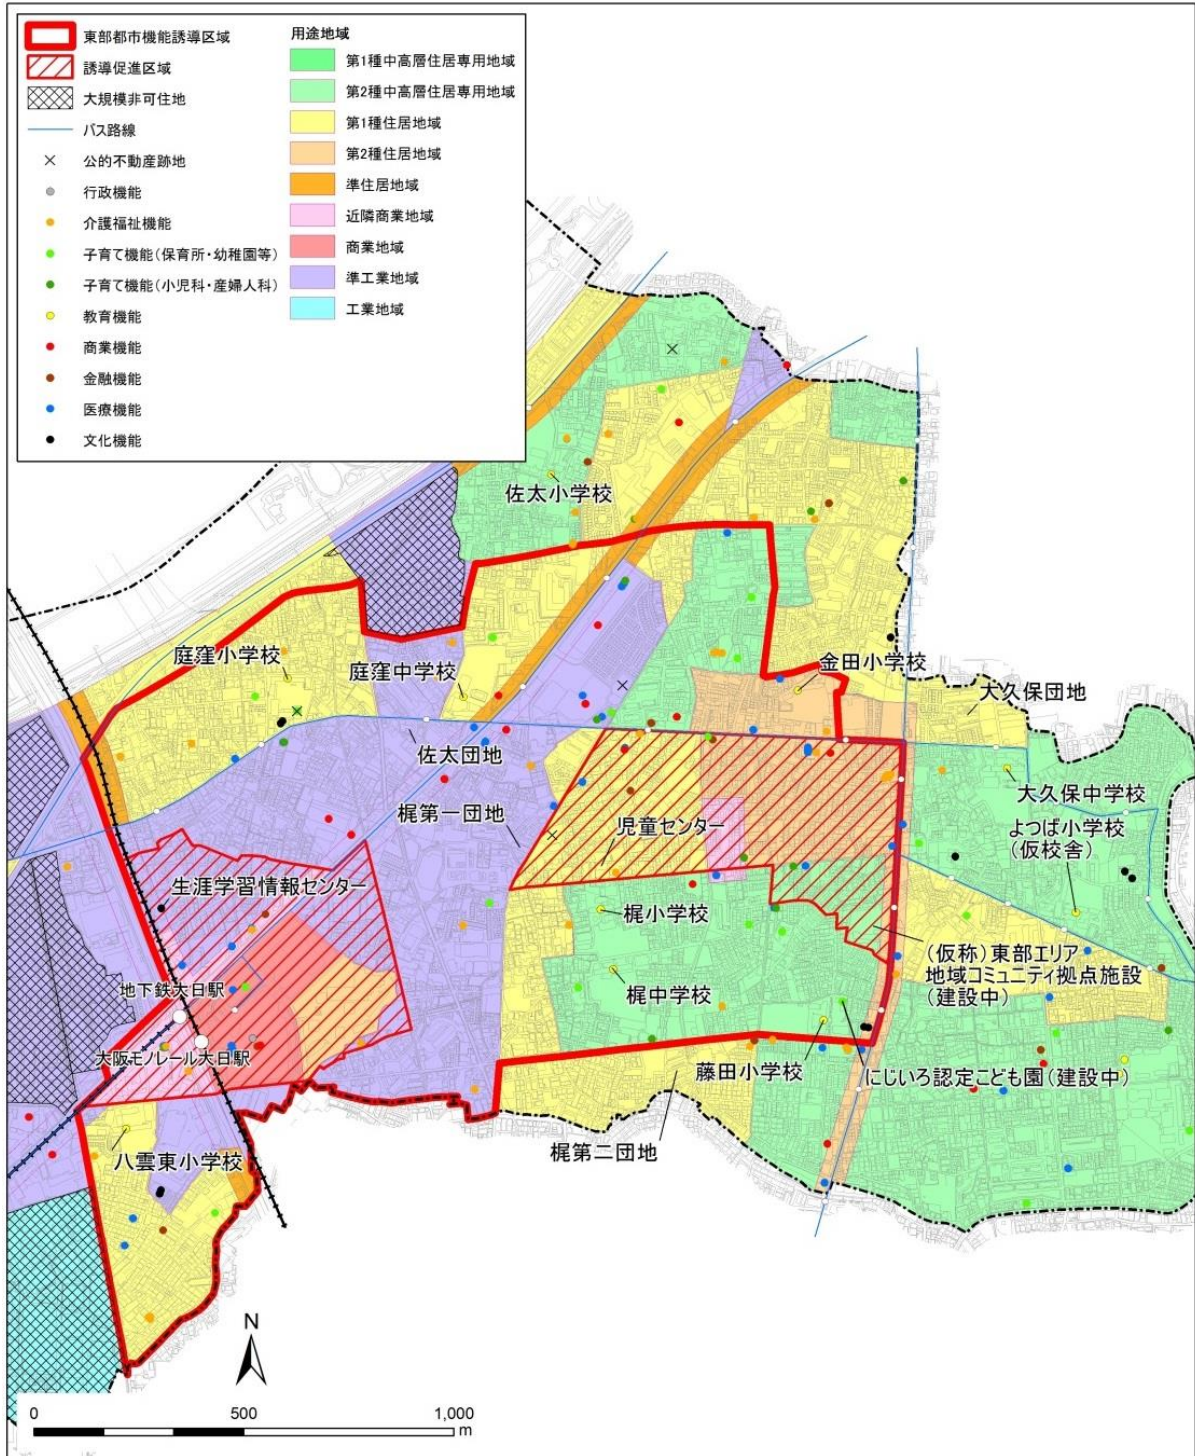 東部都市機能誘導区域
誘導促進区域
大規模非可住地
バス路線
公的不動産跡地
行政機能
介護福祉機能
子育て機能(保育所・幼稚園等)
子育て機能(小児科・産婦人科)
教育機能
商業機能
金融機能
医療機能
文化機能
用途地域
第1種中高層住居専用地域
第2種中高層住居専用地域
第1種住居地域
第2種住居地域
準住居地域
近隣商業地域
商業地域
準工業地域
工業地域
佐太小学校
庭窪小学校
庭窪中学校
金田小学校
大久保団地
佐太団地
大久保中学校
梶第一団地
児童センター
よつば小学校
(仮校舎)
生涯学習情報センター
梶小学校
(仮称)東部エリア
地域コミュニティ拠点施設
(建設中)
地下鉄大日駅
梶中学校
大阪モノレール大日駅
藤田小学校
にじいろ認定こども園(建設中)
梶第二団地
八雲東小学校
N
0 500 1,000
m